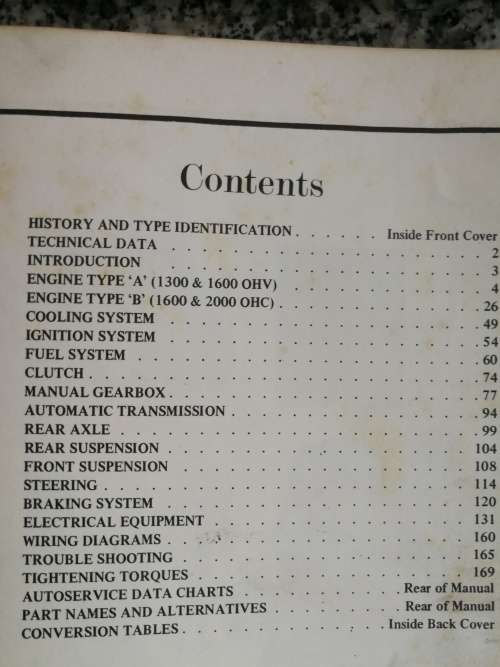 Contents
HISTORY AND TYPE IDENTIFICATION . . . . . . Inside Front Cover
TECHNICAL DATA . . . . . . . . . . . . . . . . . . 2
INTRODUCTION . . . . . . . . . . . . . . . . . . 3
ENGINE TYPE ‘A’ (1300 & 1600 OHV) . . . . . . . . . . . . 4
ENGINE TYPE ‘B’ (1600 & 2000 OHC) . . . . . . . . . . . . 26
COOLING SYSTEM . . . . . . . . . . . . . . . . . . 49
IGNITION SYSTEM . . . . . . . . . . . . . . . . . . 54
FUEL SYSTEM . . . . . . . . . . . . . . . . . . . 60
CLUTCH . . . . . . . . . . . . . . . . . . . . . 74
MANUAL GEARBOX . . . . . . . . . . . . . . . . . . 77
AUTOMATIC TRANSMISSION . . . . . . . . . . . . . . . 94
REAR AXLE . . . . . . . . . . . . . . . . . . . . 99
REAR SUSPENSION . . . . . . . . . . . . . . . . . . 104
FRONT SUSPENSION . . . . . . . . . . . . . . . . . 108
STEERING . . . . . . . . . . . . . . . . . . . . 114
BRAKING SYSTEM . . . . . . . . . . . . . . . . . . 120
ELECTRICAL EQUIPMENT . . . . . . . . . . . . . . . . 131
WIRING DIAGRAMS . . . . . . . . . . . . . . . . . . 160
TROUBLE SHOOTING . . . . . . . . . . . . . . . . . 165
TIGHTENING TORQUES . . . . . . . . . . . . . . . . . 169
AUTOSERVICE DATA CHARTS . . . . . . . . . . Rear of Manual
PART NAMES AND ALTERNATIVES . . . . . . . . Rear of Manual
CONVERSION TABLES . . . . . . . . . . . . Inside Back Cover